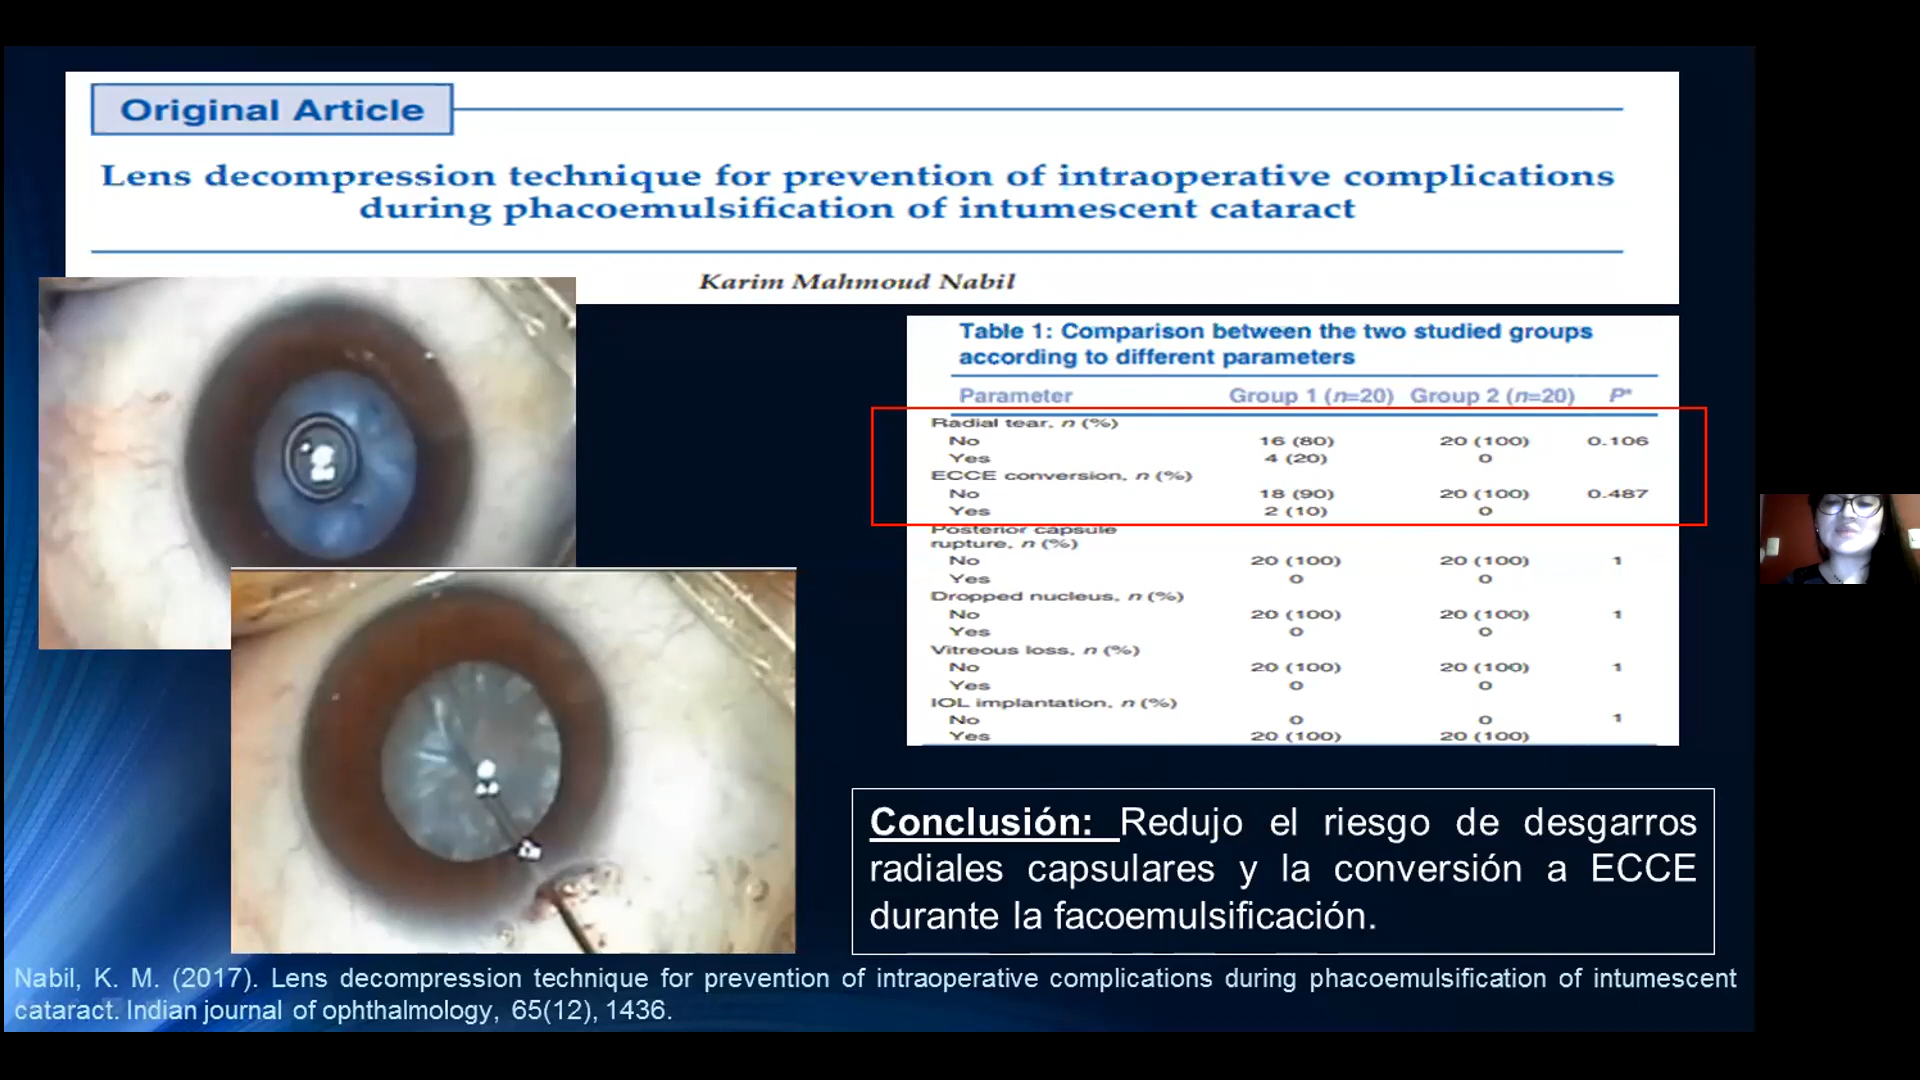 Original Article
Lens decompression technique for prevention of intraoperative complications
during phacoemulsification of intumescent cataract
Karim Mahmoud Nabil
Table 1: Comparison between the two studied groups
according to different parameters
Parameter Group 1 (n=20) Group 2 (n=20) P*
Radial tear, n (%)
No 16 (80) 20 (100) 0.106
Yes 4 (20) 0
ECCE conversion, n (%)
No 18 (90) 20 (100) 0.487
Yes 2 (10) 0
Posterior capsule
rupture, n (%)
No 20 (100) 20 (100) 1
Yes 0 0
Dropped nucleus, n (%)
No 20 (100) 20 (100) 1
Yes 0 0
Vitreous loss, n (%)
No 20 (100) 20 (100) 1
Yes 0 0
IOL implantation, n (%)
No 0 0 1
Yes 20 (100) 20 (100)
Conclusión: Redujo el riesgo de desgarros
radiales capsulares y la conversión a ECCE
durante la facoemulsificación.
Nabil, K. M. (2017). Lens decompression technique for prevention of intraoperative complications during phacoemulsification of intumescent
cataract. Indian journal of ophthalmology, 65(12), 1436.